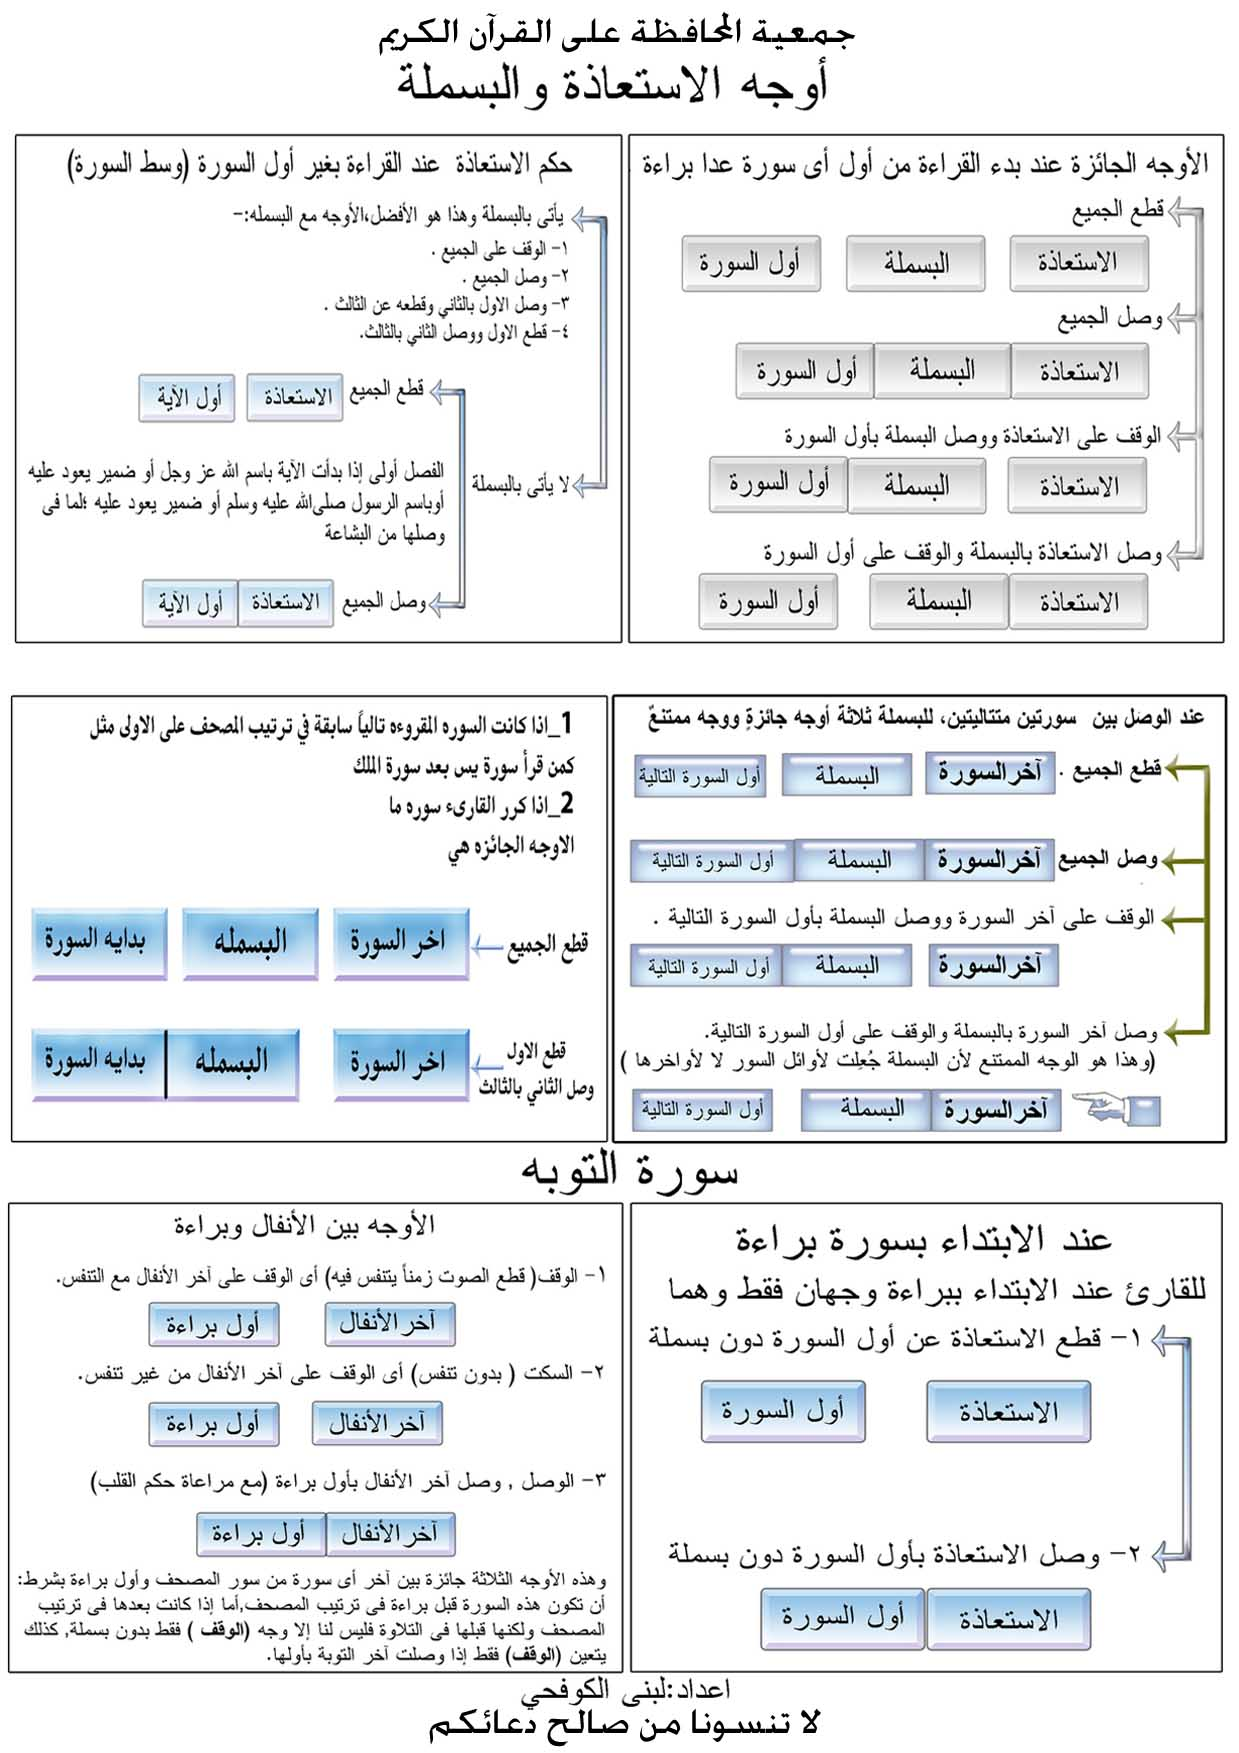 جمعية المحافظة على القرآن الكريم
أوجه الاستعاذة والبسملة
الأوجه الجائزة عند بدء القراءة من أول أى سورة عدا براءة .
قطع الجميع
الاستعاذة البسملة أول السورة
وصل الجميع
الاستعاذة البسملة أول السورة
الوقف على الاستعاذة ووصل البسملة بأول السورة
الاستعاذة البسملة أول السورة
وصل الاستعاذة بالبسملة والوقف على أول السورة
الاستعاذة البسملة أول السورة
حكم الاستعاذة عند القراءة بغير أول السورة (وسط السورة)
يأتى بالبسملة وهذا هو الأفضل،الأوجه مع البسمله:-
١- الوقف على الجميع .
٢- وصل الجميع .
٣- وصل الاول بالثاني وقطعه عن الثالث .
٤- قطع الاول ووصل الثاني بالثالث.
قطع الجميع الاستعاذة أول الآية
لا يأتى بالبسملة
الفصل أولى إذا بدأت الآية باسم الله عز وجل أو ضمير يعود عليه
أوباسم الرسول صلىالله عليه وسلم أو ضمير يعود عليه ؛لما فى
وصلها من البشاعة
وصل الجميع الاستعاذة أول الآية
عند الوصل بين سورتين متتاليتين، للبسملة ثلاثة أوجه جائزةٍ ووجه ممتنعٌ
قطع الجميع . آخر السورة البسملة أول السورة التالية
وصل الجميع آخر السورة البسملة أول السورة التالية
الوقف على آخر السورة ووصل البسملة بأول السورة التالية .
آخر السورة البسملة أول السورة التالية
وصل آخر السورة بالبسملة والوقف على أول السورة التالية.
(وهذا هو الوجه الممتنع لأن البسملة جُعِلت لأوائل السور لا لأواخرها )
آخر السورة البسملة أول السورة التالية
1_اذا كانت السوره المقروءه تالياً سابقة في ترتيب المصحف على الاولى مثل
كمن قرأ سورة يس بعد سورة الملك
2_اذا كرر القارىء سوره ما
الاوجه الجائزه هي
قطع الجميع اخر السورة البسمله بدايه السورة
قطع الاول
وصل الثاني بالثالث
اخر السورة البسمله بدايه السورة
سورة التوبه
عند الابتداء بسورة براءة
للقارئ عند الابتداء ببراءة وجهان فقط وهما
١- قطع الاستعاذة عن أول السورة دون بسملة
الاستعاذة أول السورة
٢- وصل الاستعاذة بأول السورة دون بسملة
الاستعاذة أول السورة
الأوجه بين الأنفال وبراءة
١- الوقف( قطع الصوت زمناً يتنفس فيه) أى الوقف على آخر الأنفال مع التنفس.
آخر الأنفال أول براءة
٢- السكت ( بدون تنفس) أى الوقف على آخر الأنفال من غير تنفس.
آخر الأنفال أول براءة
٣- الوصل , وصل آخر الأنفال بأول براءة (مع مراعاة حكم القلب)
آخر الأنفال أول براءة
وهذه الأوجه الثلاثة جائزة بين آخر أى سورة من سور المصحف وأول براءة بشرط:
أن تكون هذه السورة قبل براءة فى ترتيب المصحف,أما إذا كانت بعدها فى ترتيب
المصحف ولكنها قبلها فى التلاوة فليس لنا إلا وجه (الوقف ) فقط بدون بسملة, كذلك
يتعين (الوقف) فقط إذا وصلت آخر التوبة بأولها.
اعداد:لبنى الكوفحي
لا تنسونا من صالح دعائكم